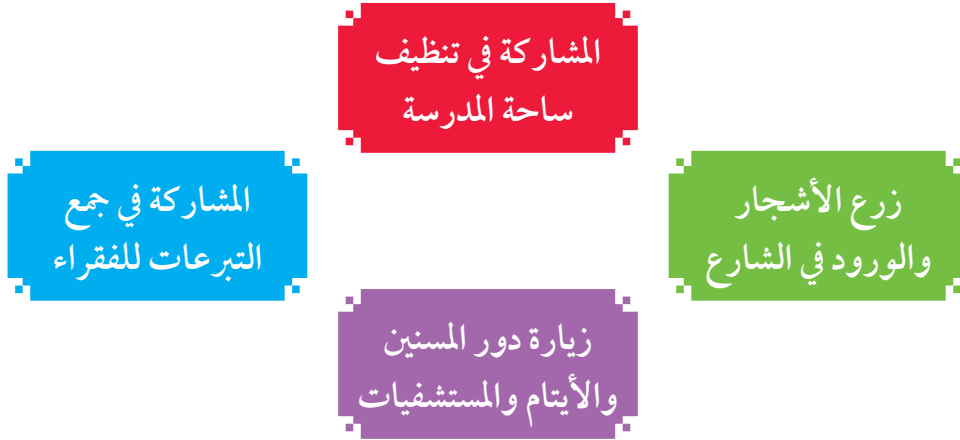 المشاركة في تنظيف
ساحة المدرسة
زرع الأشجار
والورود في الشارع
المشاركة في جمع
التبرعات للفقراء
زيارة دور المسنين
والأيتام والمستشفيات